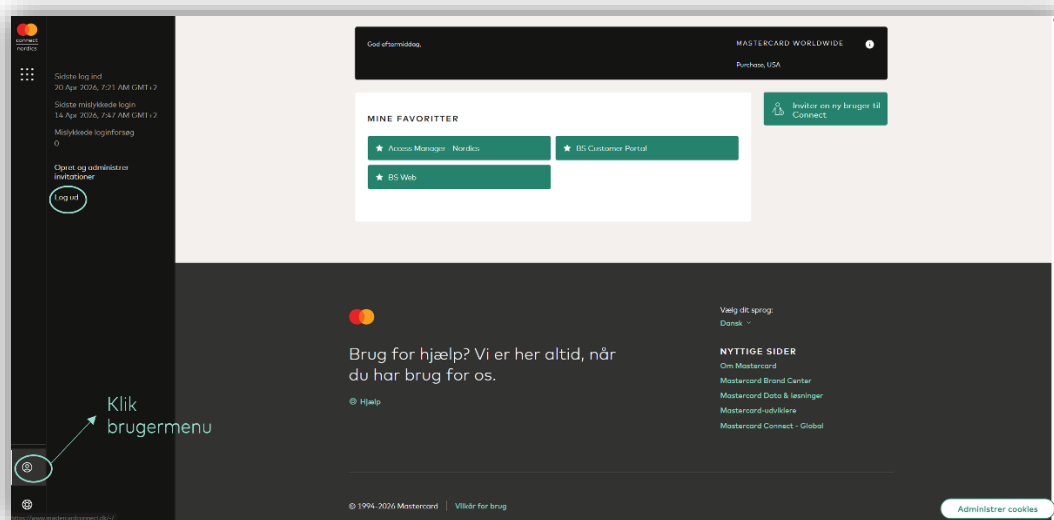 connect
nordics
Sidste log ind
20 Apr 2026, 7:21 AM GMT+2
Sidste mislykkede login
14 Apr 2026, 7:47 AM GMT+2
Mislykkede loginforsøg
0
Opret og administrer
invitationer
Log ud
Klik
brugermenu
God eftermiddag,
MASTERCARD WORLDWIDE
Purchase, USA
MINE FAVORITTER
Access Manager - Nordics
BS Customer Portal
BS Web
Inviter en ny bruger til
Connect
Brug for hjælp? Vi er her altid, når
du har brug for os.
Hjælp
Vælg dit sprog:
Dansk
NYTTIGE SIDER
Om Mastercard
Mastercard Brand Center
Mastercard Data & løsninger
Mastercard-udviklere
Mastercard Connect - Global
© 1994-2026 Mastercard
Vilkår for brug
Administrer cookies